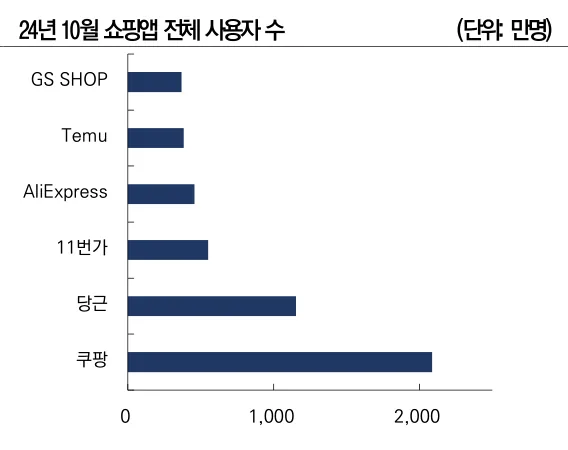 24년 10월 쇼핑앱 전체 사용자 수 (단위: 만명)
GS SHOP
Temu
AliExpress
11번가
당근
쿠팡
0 1,000 2,000